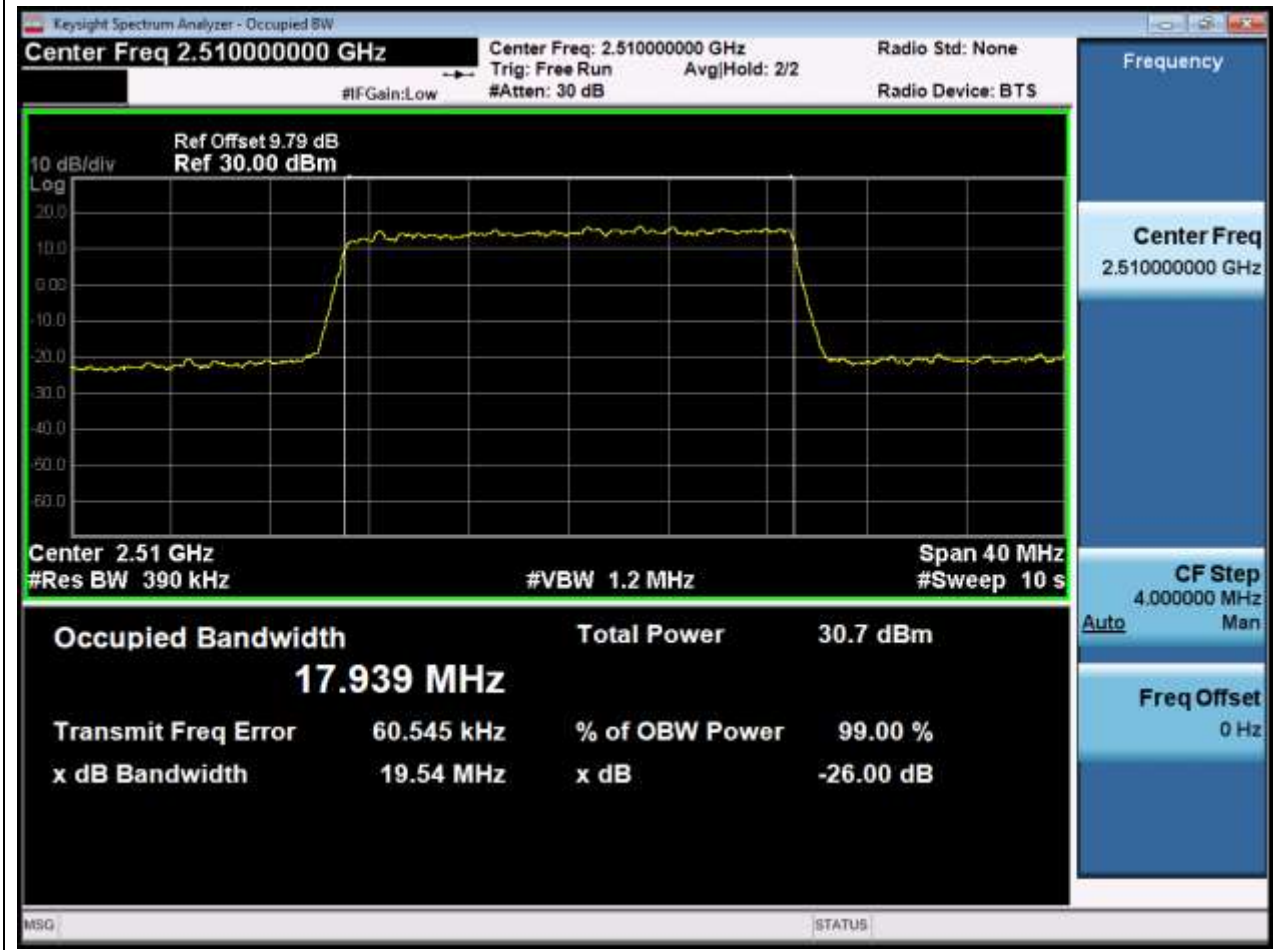 Keysight Spectrum Analyzer - Occupied BW
Center Freq 2.510000000 GHz
Center Freq: 2.510000000 GHz
Radio Std: None
Trig: Free Run Avg|Hold: 2/2
#IFGain:Low
#Atten: 30 dB
Radio Device: BTS
Frequency
Ref Offset 9.79 dB
10 dB/div Ref 30.00 dBm
Log
20.0
10.0
0.00
-10.0
-20.0
-30.0
-40.0
-50.0
-60.0
Center 2.51 GHz Span 40 MHz
#Res BW 390 kHz #VBW 1.2 MHz #Sweep 10 s
Center Freq
2.510000000 GHz
CF Step
4.000000 MHz
Auto Man
Freq Offset
0 Hz
Occupied Bandwidth Total Power 30.7 dBm
17.939 MHz
Transmit Freq Error 60.545 kHz % of OBW Power 99.00 %
x dB Bandwidth 19.54 MHz x dB -26.00 dB
MSG STATUS